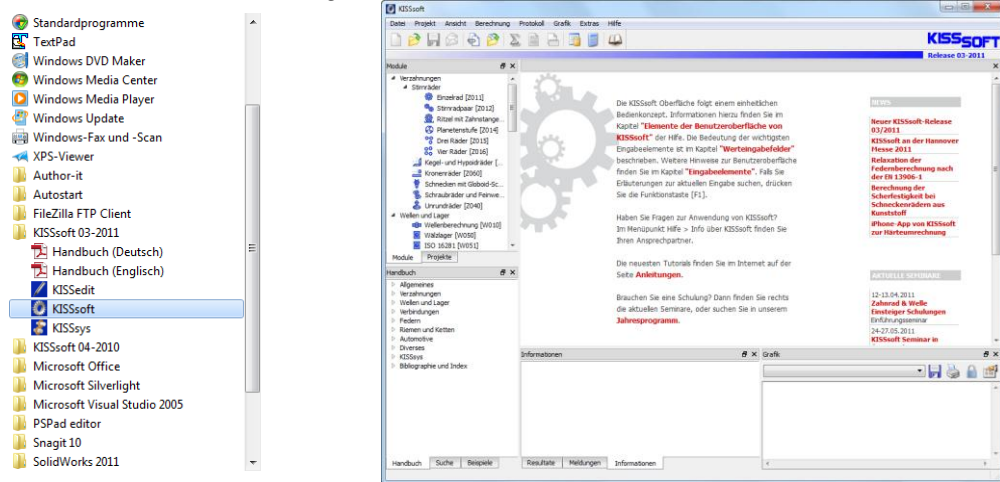 Standardprogramme
TextPad
Windows DVD Maker
Windows Media Center
Windows Media Player
Windows Update
Windows-Fax und -Scan
XPS-Viewer
Author-it
Autostart
FileZilla FTP Client
KISSsoft 03-2011
Handbuch (Deutsch)
Handbuch (Englisch)
KISSedit
KISSsoft
KISSsys
KISSsoft 04-2010
Microsoft Office
Microsoft Silverlight
Microsoft Visual Studio 2005
PSPad editor
Snagit 10
SolidWorks 2011
KISSsoft
Datei Projekt Ansicht Berechnung Protokoll Grafik Extras Hilfe
KISSsoft
Release 03-2011
Module
Verzahnungen
Stirnräder
Einzelrad [Z011]
Stirnradpaar [Z012]
Ritzel mit Zahnstange...
Planetenstufe [Z014]
Drei Räder [Z015]
Vier Räder [Z016]
Kegel- und Hypoidräder [...
Kronenräder [Z060]
Schnecken mit Globoid-Sc...
Schraubräder und Feinwe...
Unrundräder [Z040]
Wellen und Lager
Wellenberechnung [W010]
Wälzlager [W050]
ISO 16281 [W051]
Module Projekte
Handbuch
Allgemeines
Verzahnungen
Wellen und Lager
Verbindungen
Federn
Riemen und Ketten
Automotive
Diverses
KISSsys
Bibliographie und Index
Handbuch Suche Beispiele
Die KISSsoft Oberfläche folgt einem einheitlichen
Bedienkonzept. Informationen hierzu finden Sie im
Kapitel "Elemente der Benutzeroberfläche von
KISSsoft" der Hilfe. Die Bedeutung der wichtigsten
Eingabeelemente ist im Kapitel "Werteingabefelder"
beschrieben. Weitere Hinweise zur Benutzeroberfläche
finden Sie im Kapitel "Eingabeelemente". Falls Sie
Erläuterungen zur aktuellen Eingabe suchen, drücken
Sie die Funktionstaste [F1].
Haben Sie Fragen zur Anwendung von KISSsoft?
Im Menüpunkt Hilfe > Info über KISSsoft finden Sie
Ihren Ansprechpartner.
Die neuesten Tutorials finden Sie im Internet auf der
Seite Anleitungen.
Brauchen Sie eine Schulung? Dann finden Sie rechts
die aktuellen Seminare, oder suchen Sie in unserem
Jahresprogramm.
NEWS
Neuer KISSsoft-Release
03/2011
KISSsoft an der Hannover
Messe 2011
Relaxation der
Federnberechnung nach
der EN 13906-1
Berechnung der
Scherfestigkeit bei
Schneckenrädern aus
Kunststoff
iPhone-App von KISSsoft
zur Härteumrechnung
AKTUELLE SEMINARE
12-13.04.2011
Zahnrad & Welle
Einsteiger Schulungen
Einführungsseminar
24-27.05.2011
KISSsoft Seminar in
Informationen
Resultate Meldungen Informationen
Grafik